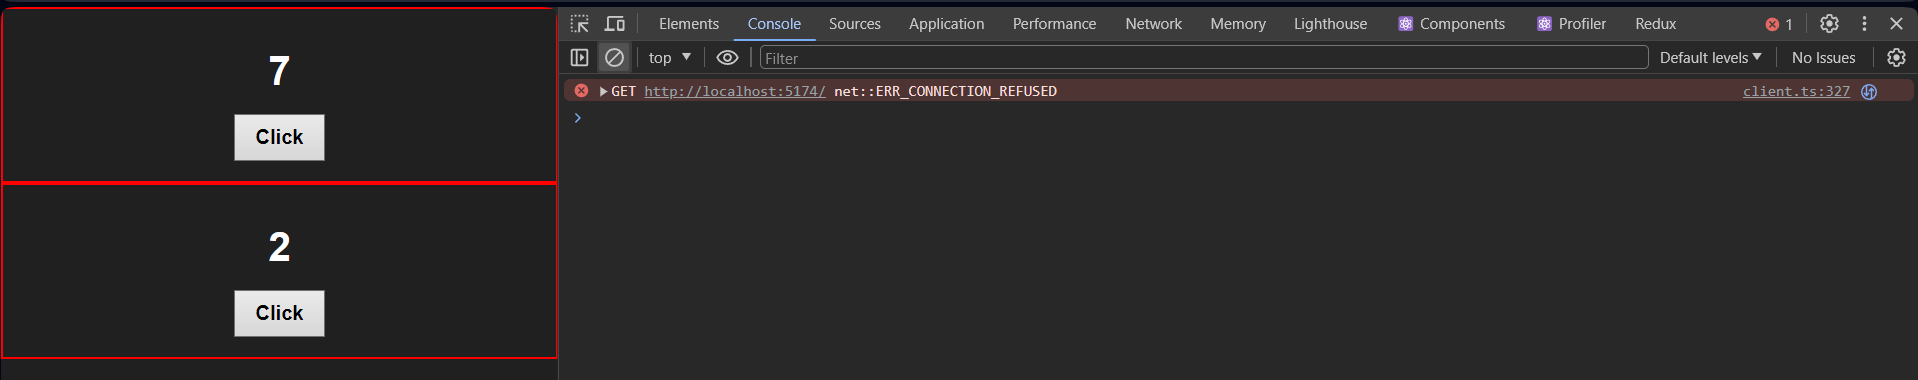 7
Click
2
Click
Elements Console Sources Application Performance Network Memory Lighthouse Components Profiler Redux 1
top Filter Default levels No Issues
GET http://localhost:5174/ net::ERR_CONNECTION_REFUSED client.ts:327